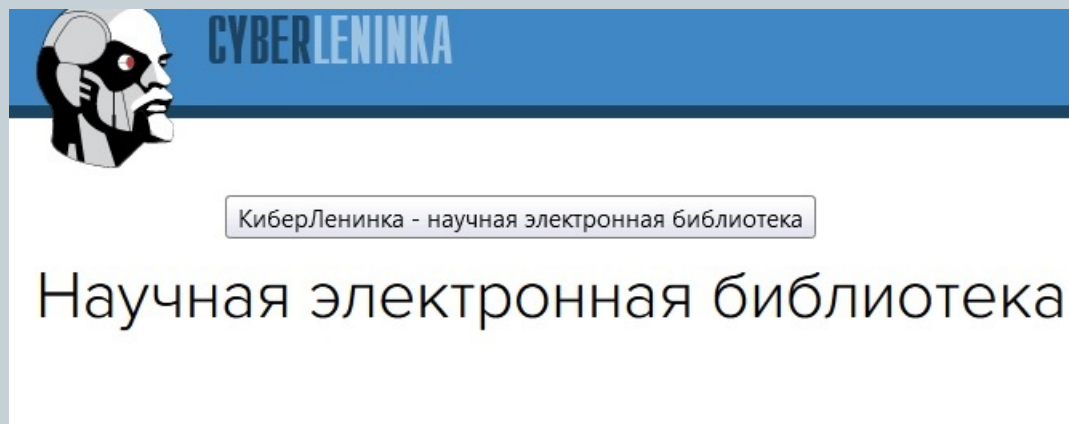 CYBERLENINKA
КиберЛенинка - научная электронная библиотека
Научная электронная библиотека